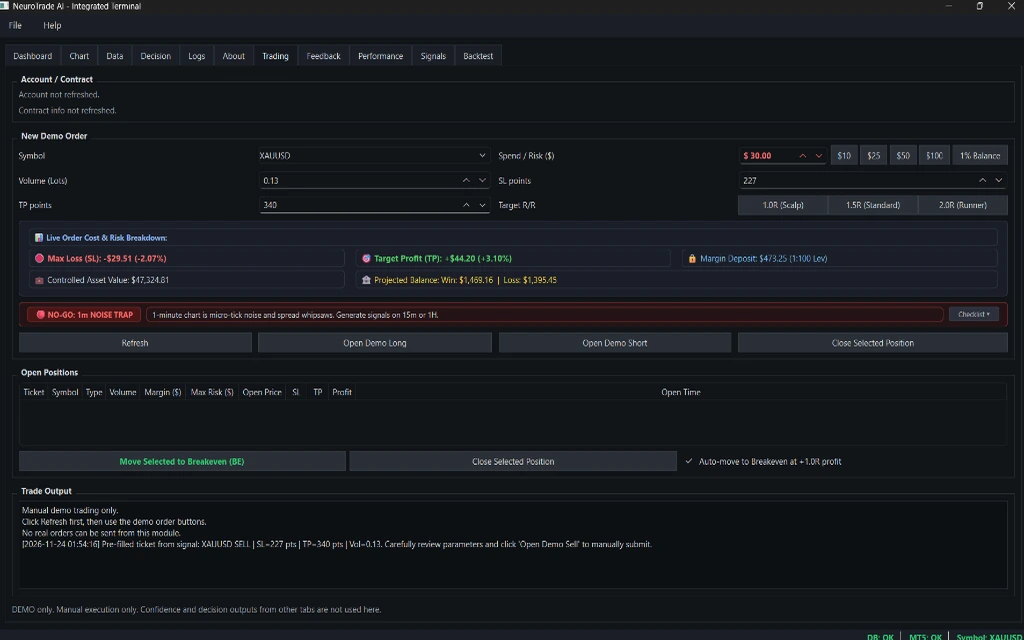 NeuroTrade AI - Integrated Terminal
File Help
Dashboard Chart Data Decision Logs About Trading Feedback Performance Signals Backtest
Account / Contract
Account not refreshed.
Contract info not refreshed.
New Demo Order
Symbol XAUUSD Spend / Risk ($) $ 30.00 $10 $25 $50 $100 1% Balance
Volume (Lots) 0.13 SL points 227
TP points 340 Target R/R 1.0R (Scalp) 1.5R (Standard) 2.0R (Runner)
Live Order Cost & Risk Breakdown:
Max Loss (SL): -$29.51 (-2.07%) Target Profit (TP): +$44.20 (+3.10%) Margin Deposit: $473.25 (1:100 Lev)
Controlled Asset Value: $47,324.81 Projected Balance: Win: $1,469.16 | Loss: $1,395.45
NO-GO: 1m NOISE TRAP 1-minute chart is micro-tick noise and spread whipsaws. Generate signals on 15m or 1H. Checklist
Refresh Open Demo Long Open Demo Short Close Selected Position
Open Positions
Ticket Symbol Type Volume Margin ($) Max Risk ($) Open Price SL TP Profit Open Time
Move Selected to Breakeven (BE) Close Selected Position Auto-move to Breakeven at +1.0R profit
Trade Output
Manual demo trading only.
Click Refresh first, then use the demo order buttons.
No real orders can be sent from this module.
[2026-11-24 01:54:16] Pre-filled ticket from signal: XAUUSD SELL | SL=227 pts | TP=340 pts | Vol=0.13. Carefully review parameters and click 'Open Demo Sell' to manually submit.
DEMO only. Manual execution only. Confidence and decision outputs from other tabs are not used here.
DB: OK | MT5: OK | Symbol: XAUUSD